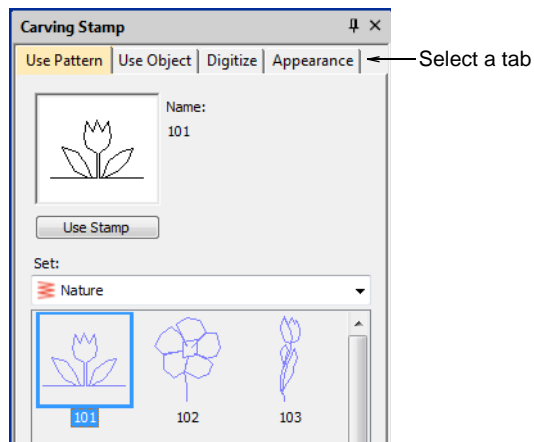 Carving Stamp
Use Pattern Use Object Digitize Appearance Select a tab
Name:
101
Use Stamp
Set:
Nature
101 102 103